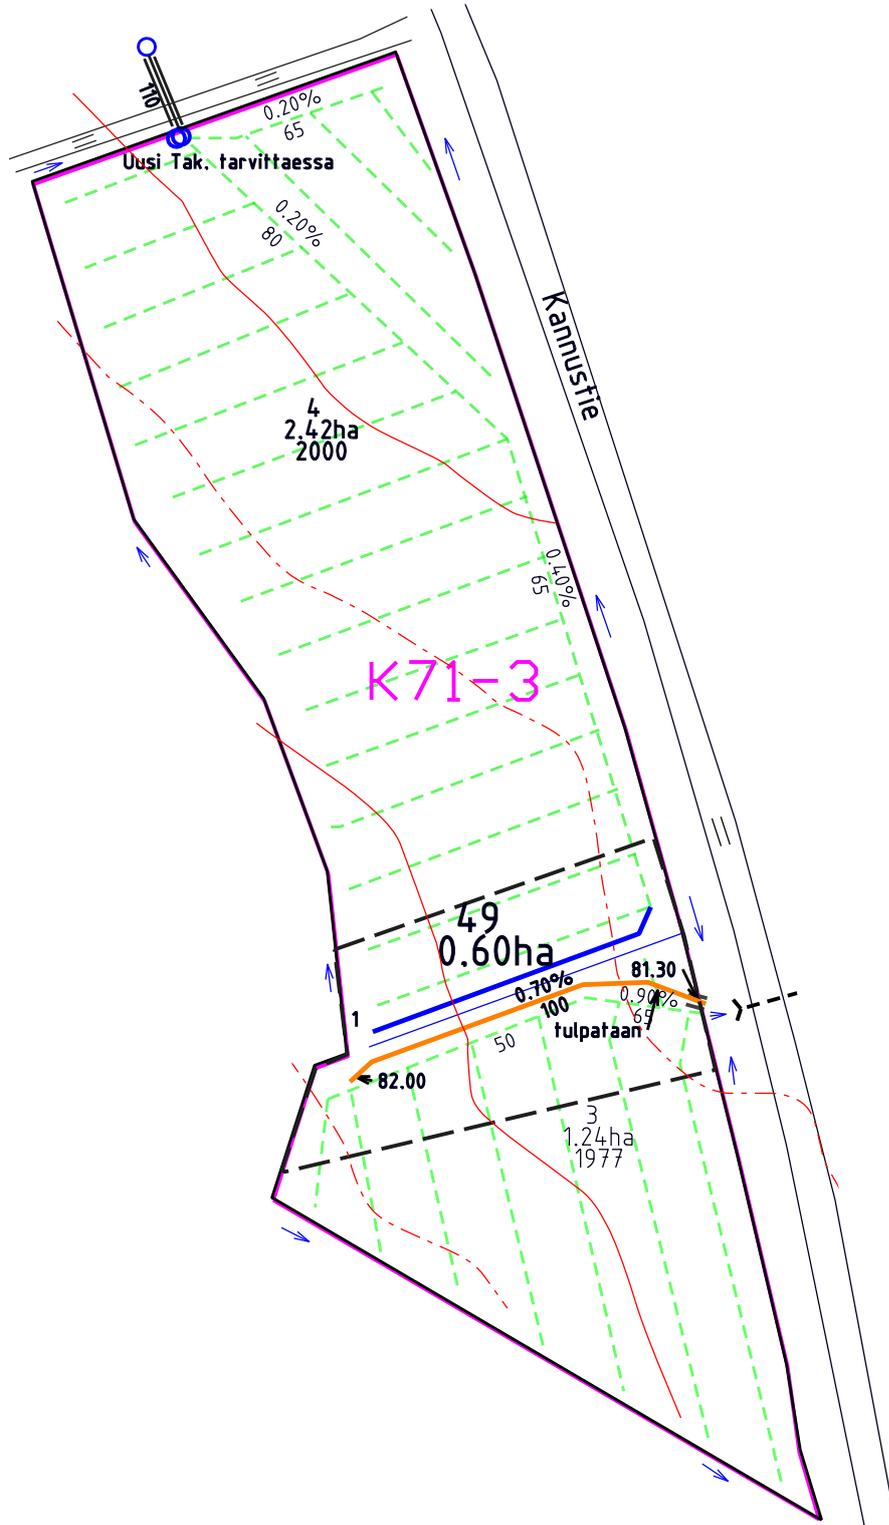 110
0.20%
65
Uusi Tak. tarvittaessa
0.20%
80
Kannustie
4
2.42ha
2000
0.40%
65
K71-3
49
0.60ha
81.30
0.70%
100
0.90%
65
1
tulpataan
50
82.00
3
1.24ha
1977